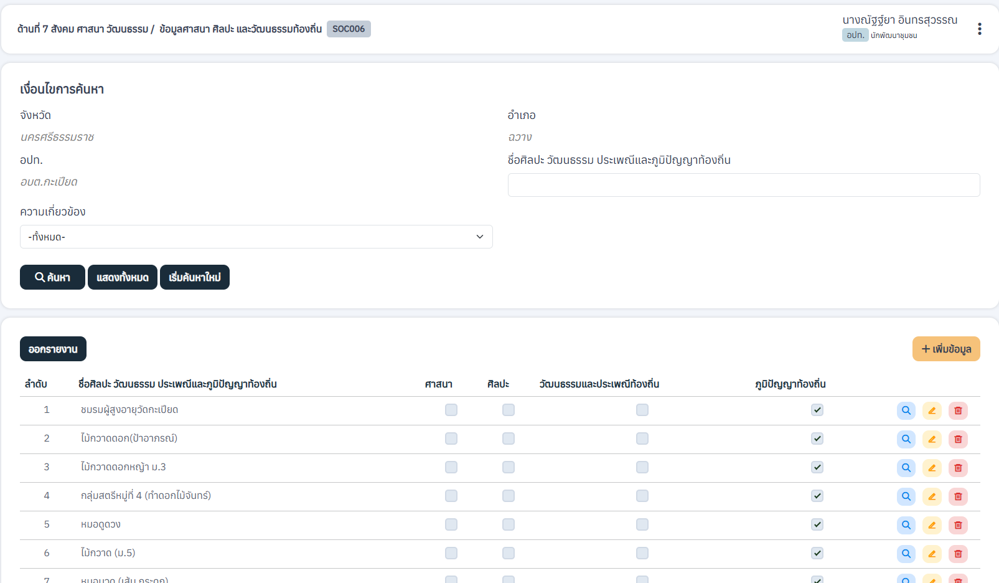 ด้านที่ 7 สังคม ศาสนา วัฒนธรรม / ข้อมูลศาสนา ศิลปะ และวัฒนธรรมท้องถิ่น SOC006
นางณัฐฐ์ยา อินทรสุวรรณ
อปท. นักพัฒนาชุมชน
เงื่อนไขการค้นหา
จังหวัด
อำเภอ
นครศรีธรรมราช
ฉวาง
อปท.
ชื่อศิลปะ วัฒนธรรม ประเพณีและภูมิปัญญาท้องถิ่น
อบต.กะเปียด
ความเกี่ยวข้อง
-ทั้งหมด-
ค้นหา แสดงทั้งหมด เริ่มค้นหาใหม่
ออกรายงาน
เพิ่มข้อมูล
ลำดับ ชื่อศิลปะ วัฒนธรรม ประเพณีและภูมิปัญญาท้องถิ่น ศาสนา ศิลปะ วัฒนธรรมและประเพณีท้องถิ่น ภูมิปัญญาท้องถิ่น
1 ชมรมผู้สูงอายุวัดกะเปียด
2 ไม้กวาดดอก(ป้าอาภรณ์)
3 ไม้กวาดดอกหญ้า ม.3
4 กลุ่มสตรีหมู่ที่ 4 (ทำดอกไม้จันทร์)
5 หมอดูดวง
6 ไม้กวาด (ม.5)
7 หมอนวด (เส้น กระดูก)